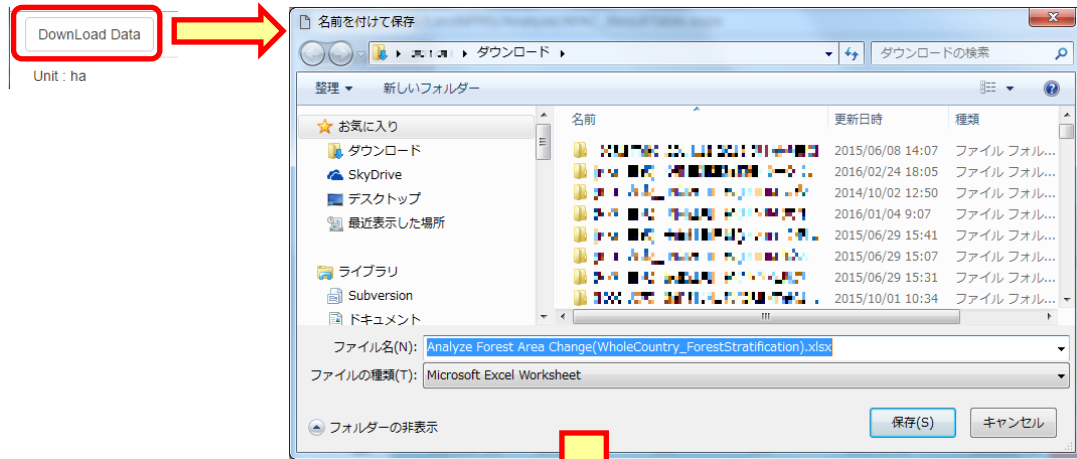 DownLoad Data
Unit : ha
名前を付けて保存
ダウンロード
ダウンロードの検索
整理 新しいフォルダー
名前 更新日時 種類
お気に入り
ダウンロード
SkyDrive
デスクトップ
最近表示した場所
ライブラリ
Subversion
ドキュメント
2015/06/08 14:07 ファイル フォル...
2016/02/24 18:05 ファイル フォル...
2014/10/02 12:50 ファイル フォル...
2016/01/04 9:07 ファイル フォル...
2015/06/29 15:41 ファイル フォル...
2015/06/29 15:07 ファイル フォル...
2015/06/29 15:31 ファイル フォル...
2015/10/01 10:34 ファイル フォル...
ファイル名(N): Analyze Forest Area Change(WholeCountry_ForestStratification).xlsx
ファイルの種類(T): Microsoft Excel Worksheet
フォルダーの非表示 保存(S) キャンセル